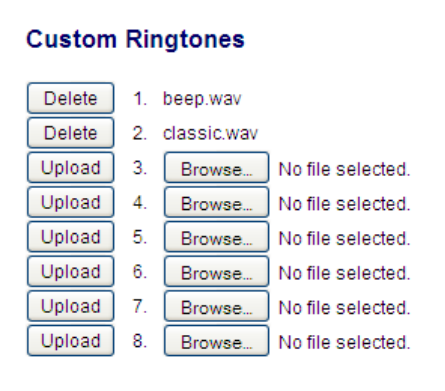 Custom Ringtones
Delete 1. beep.wav
Delete 2. classic.wav
Upload 3. Browse... No file selected.
Upload 4. Browse... No file selected.
Upload 5. Browse... No file selected.
Upload 6. Browse... No file selected.
Upload 7. Browse... No file selected.
Upload 8. Browse... No file selected.